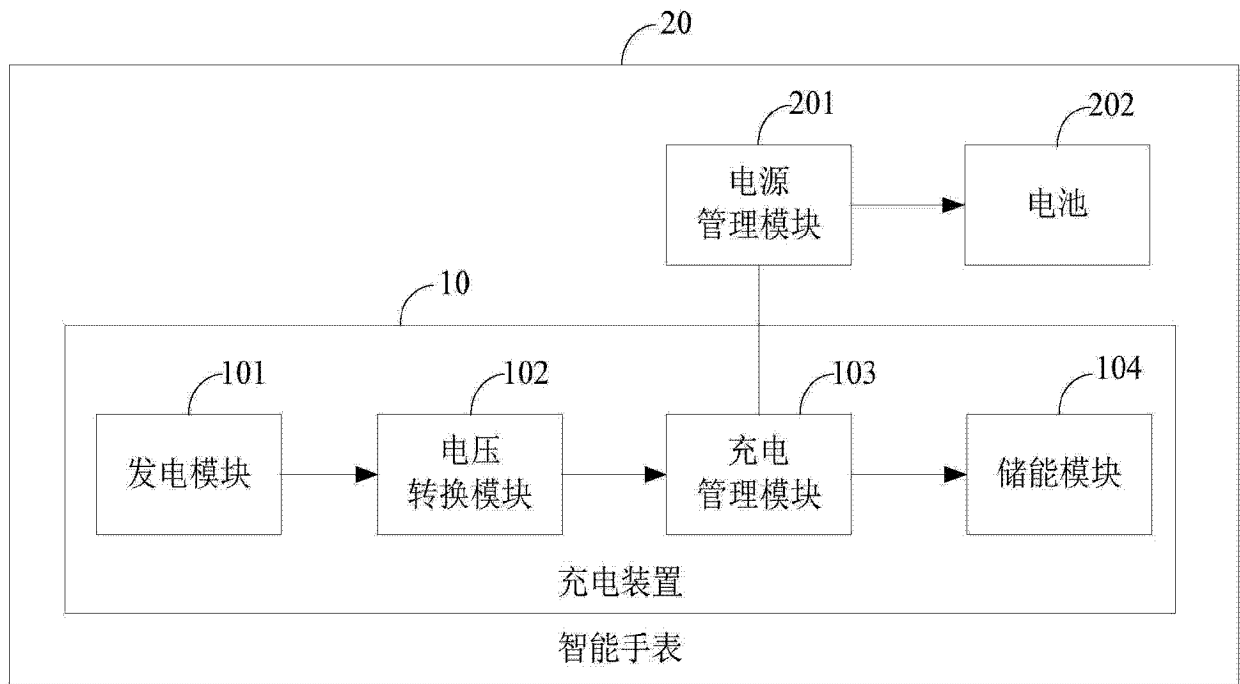 20
201
202
电源
管理模块
电池
10
101
102
103
104
发电模块
电压
转换模块
充电
管理模块
储能模块
充电装置
智能手表